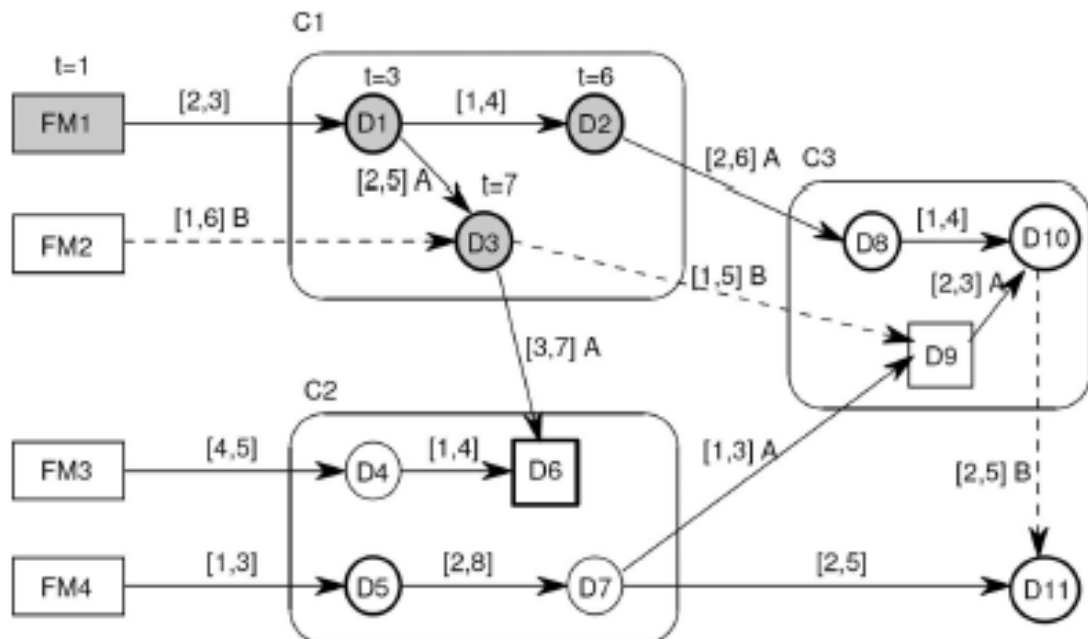 C1
t=1
t=3
t=6
FM1
[2,3]
D1
[1,4]
D2
[2,5] A
t=7
[2,6] A
C3
FM2
[1,6] B
D3
D8
[1,4]
D10
[1,5] B
[2,3] A
D9
[3,7] A
C2
FM3
[4,5]
D4
[1,4]
D6
[1,3] A
[2,5] B
FM4
[1,3]
D5
[2,8]
D7
[2,5]
D11